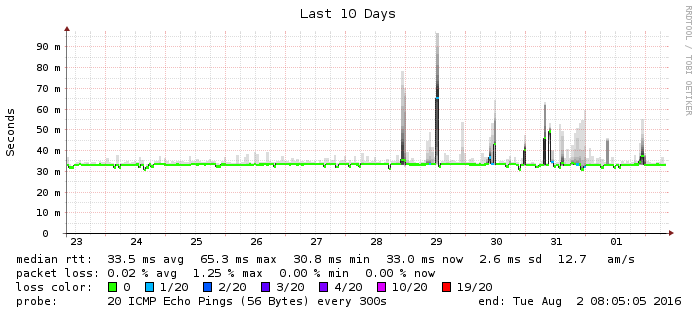 Last 10 Days
RRDTOOL / TOBI OETIKER
Seconds
90 m
80 m
70 m
60 m
50 m
40 m
30 m
20 m
10 m
0
23 24 25 26 27 28 29 30 31 01
median rtt: 33.5 ms avg 65.3 ms max 30.8 ms min 33.0 ms now 2.6 ms sd 12.7 am/s
packet loss: 0.02 % avg 1.25 % max 0.00 % min 0.00 % now
loss color: 0 1/20 2/20 3/20 4/20 10/20 19/20
probe: 20 ICMP Echo Pings (56 Bytes) every 300s end: Tue Aug 2 08:05:05 2016